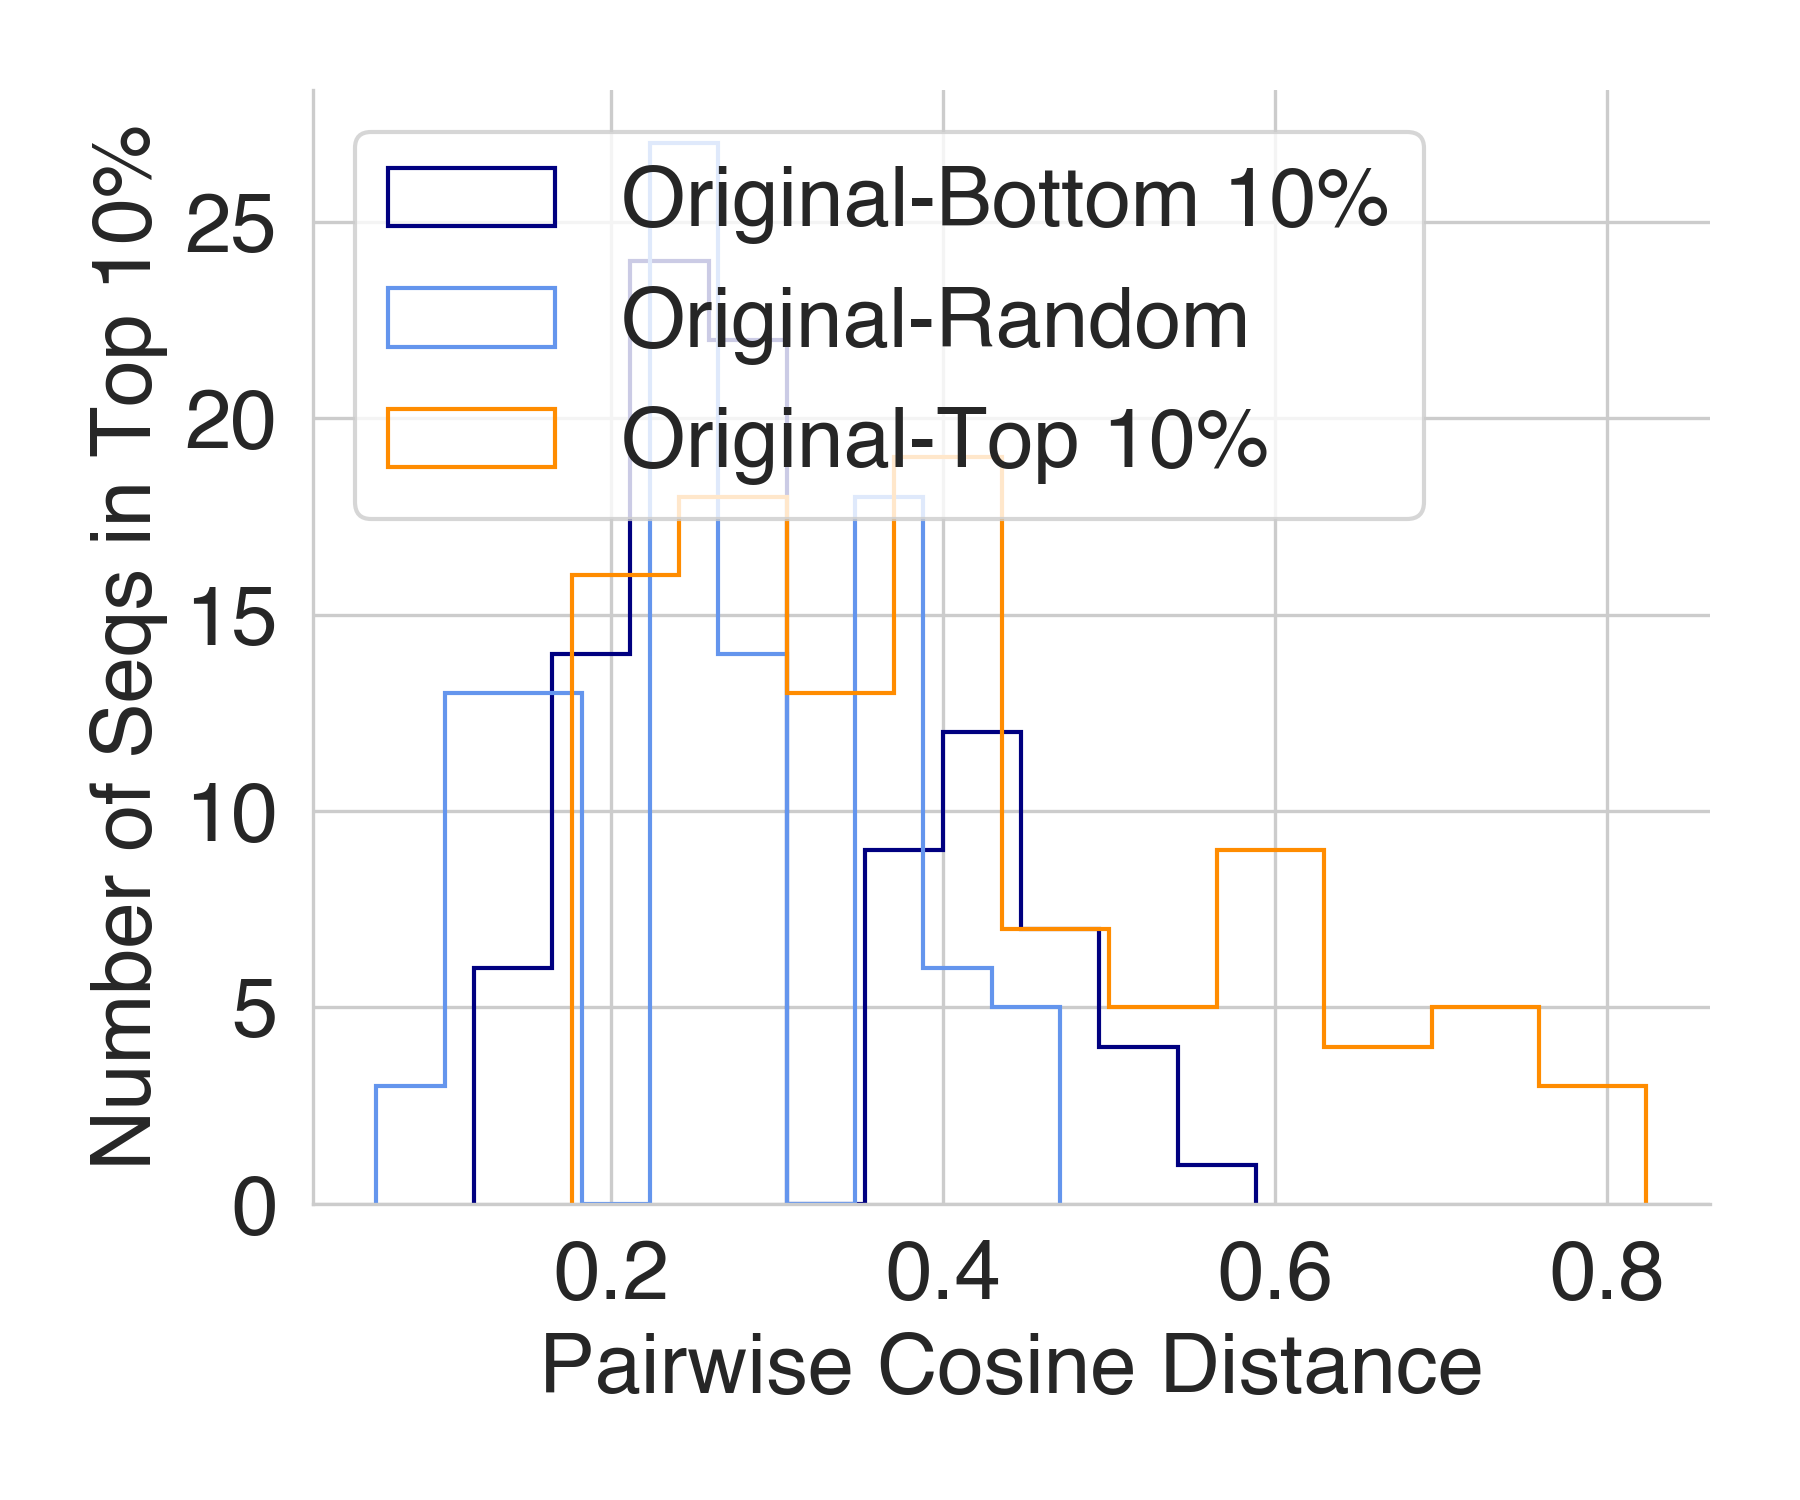 Number of Seqs in Top 10%
25
20
15
10
5
0
Original-Bottom 10%
Original-Random
Original-Top 10%
0.2 0.4 0.6 0.8
Pairwise Cosine Distance